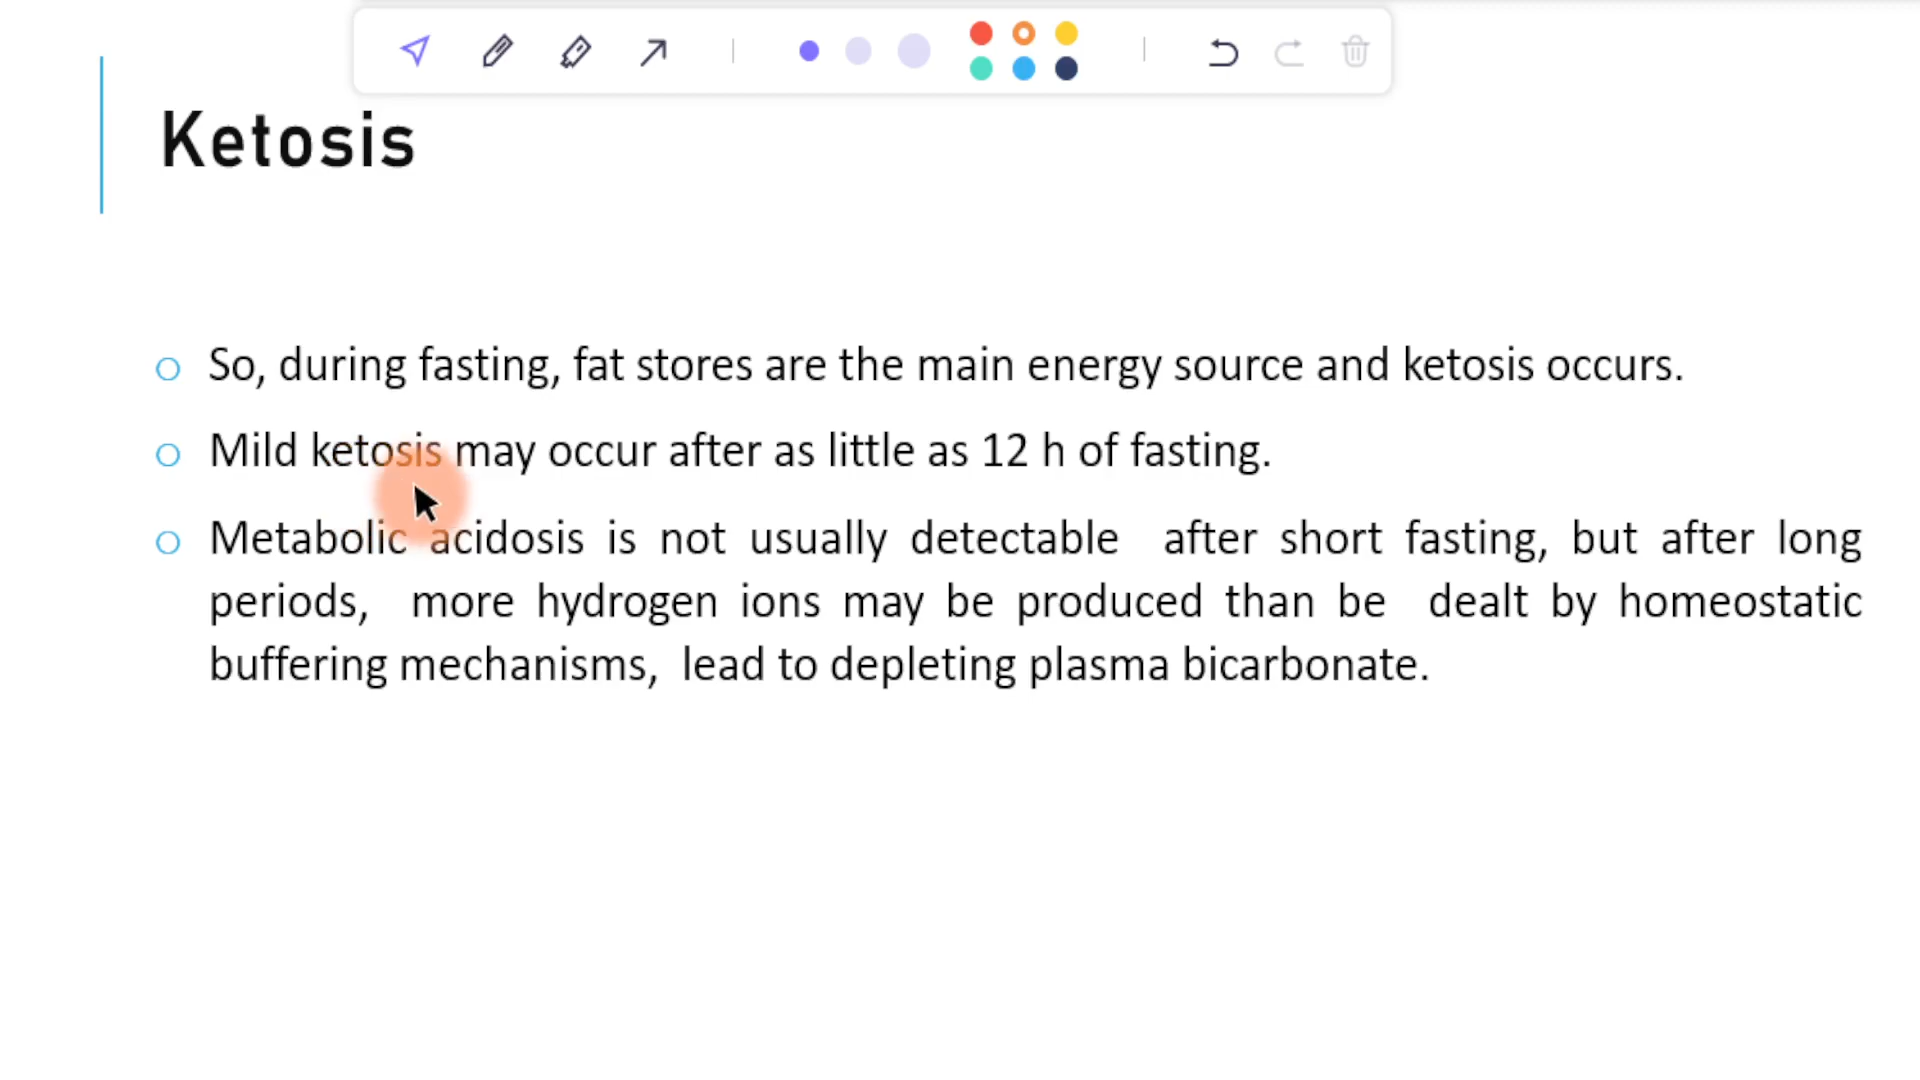 Ketosis
So, during fasting, fat stores are the main energy source and ketosis occurs.
Mild ketosis may occur after as little as 12 h of fasting.
Metabolic acidosis is not usually detectable after short fasting, but after long
periods, more hydrogen ions may be produced than be dealt by homeostatic
buffering mechanisms, lead to depleting plasma bicarbonate.